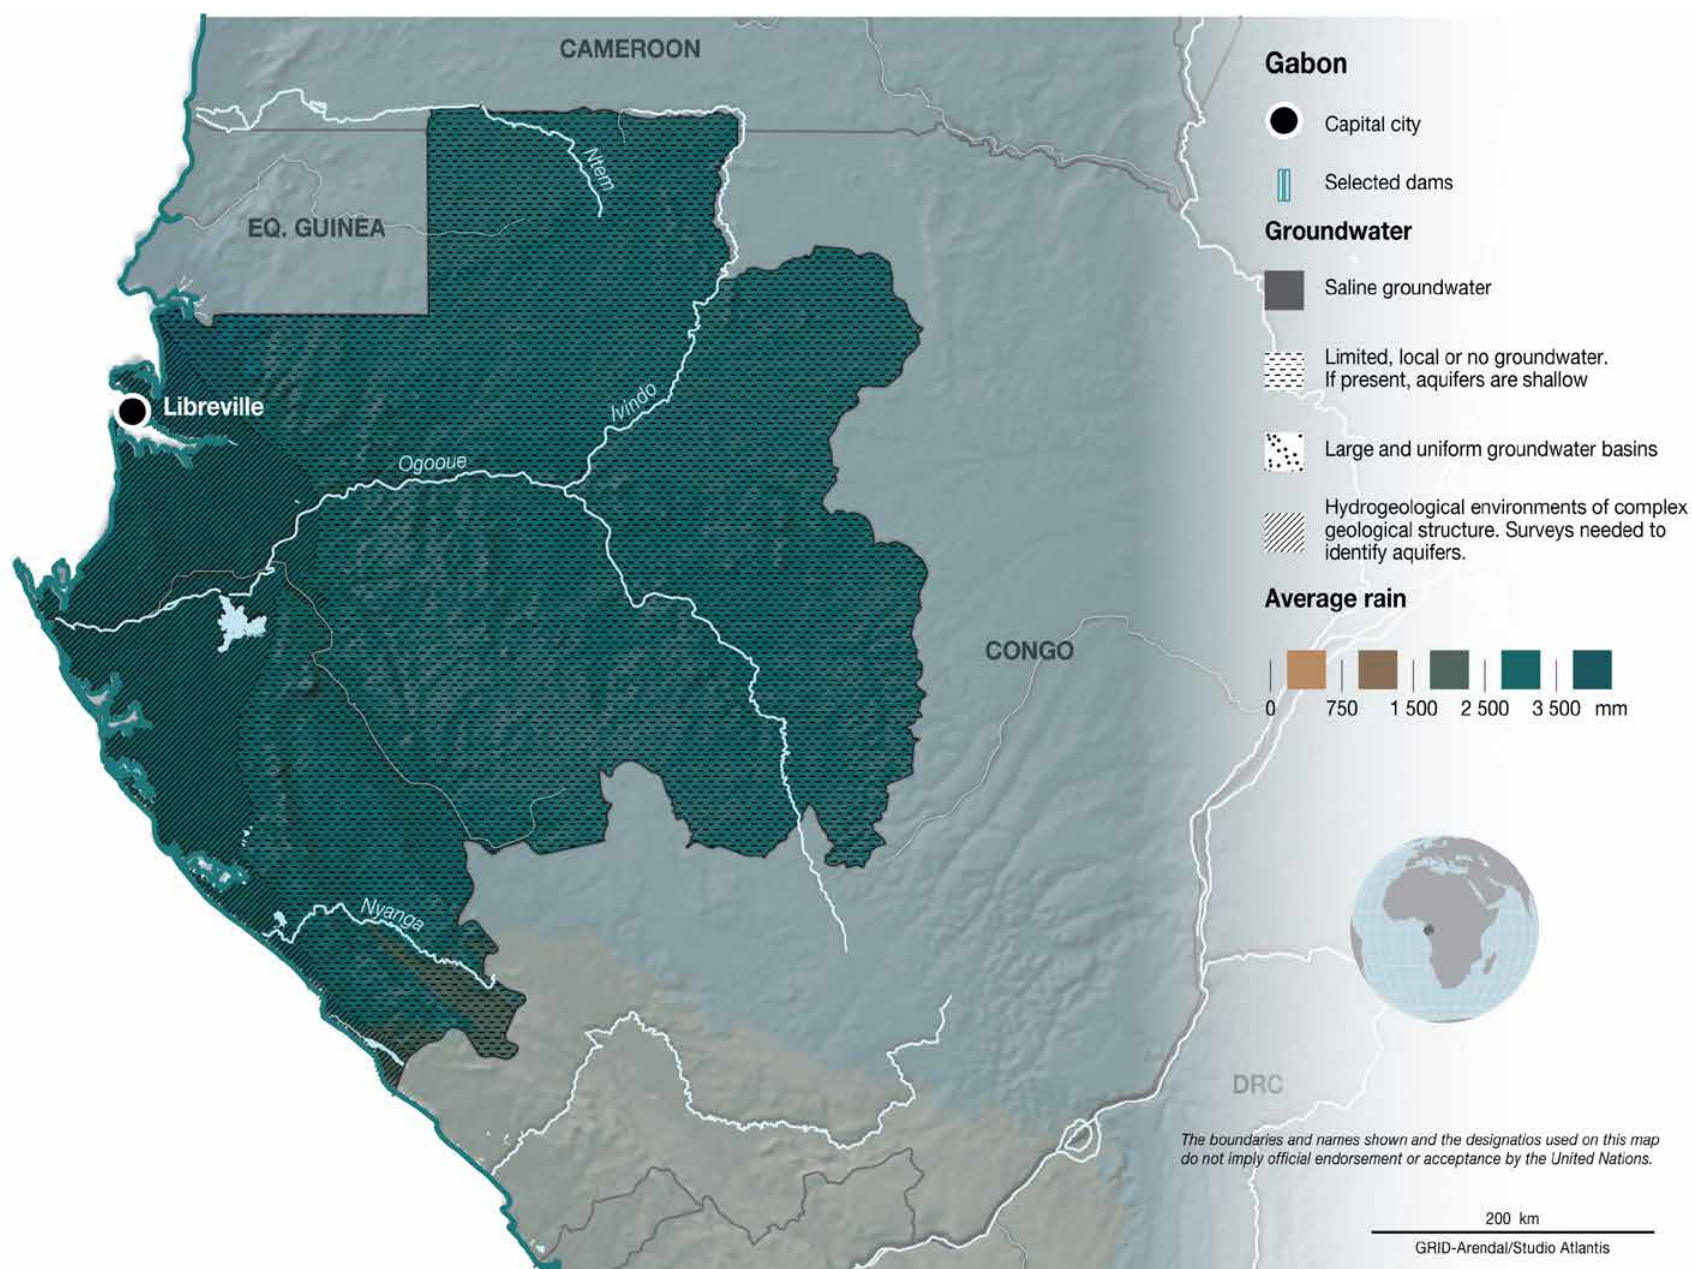 CAMEROON
EQ. GUINEA
Ntem
Libreville
Ivindo
Ogooue
CONGO
Nyanga
DRC
Gabon
Capital city
Selected dams
Groundwater
Saline groundwater
Limited, local or no groundwater.
If present, aquifers are shallow
Large and uniform groundwater basins
Hydrogeological environments of complex
geological structure. Surveys needed to
identify aquifers.
Average rain
0 750 1 500 2 500 3 500 mm
The boundaries and names shown and the designatios used on this map
do not imply official endorsement or acceptance by the United Nations.
200 km
GRID-Arendal/Studio Atlantis